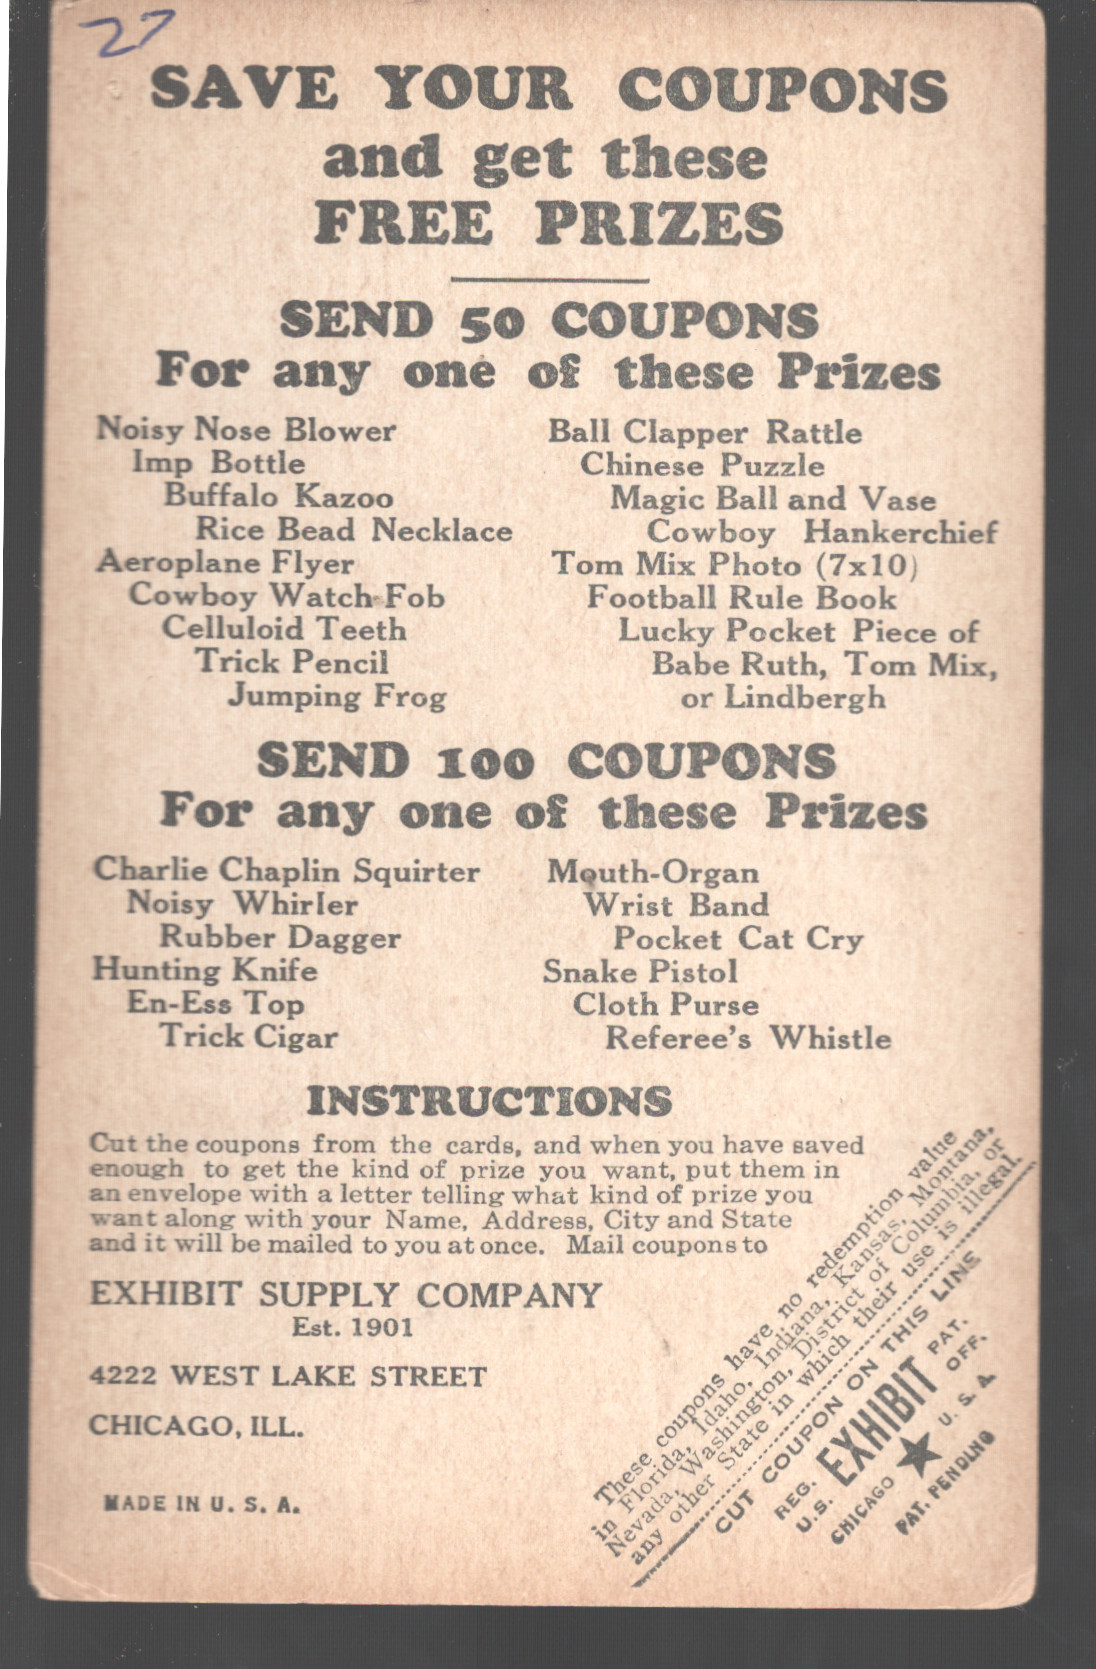 27
SAVE YOUR COUPONS
and get these
FREE PRIZES
SEND 50 COUPONS
For any one of these Prizes
Noisy Nose Blower
Imp Bottle
Buffalo Kazoo
Rice Bead Necklace
Aeroplane Flyer
Cowboy Watch-Fob
Celluloid Teeth
Trick Pencil
Jumping Frog
Ball Clapper Rattle
Chinese Puzzle
Magic Ball and Vase
Cowboy Hankerchief
Tom Mix Photo (7x10)
Football Rule Book
Lucky Pocket Piece of
Babe Ruth, Tom Mix,
or Lindbergh
SEND 100 COUPONS
For any one of these Prizes
Charlie Chaplin Squirter
Noisy Whirler
Rubber Dagger
Hunting Knife
En-Ess Top
Trick Cigar
Mouth-Organ
Wrist Band
Pocket Cat Cry
Snake Pistol
Cloth Purse
Referee's Whistle
INSTRUCTIONS
Cut the coupons from the cards, and when you have saved
enough to get the kind of prize you want, put them in
an envelope with a letter telling what kind of prize you
want along with your Name, Address, City and State
and it will be mailed to you at once. Mail coupons to
EXHIBIT SUPPLY COMPANY
Est. 1901
4222 WEST LAKE STREET
CHICAGO, ILL.
MADE IN U. S. A.
These coupons have no redemption value
in Florida, Idaho, Indiana, Kansas, Montana,
Nevada, Washington, District of Columbia, or
any other State in which their use is illegal.
CUT COUPON ON THIS LINE
REG. EXHIBIT PAT.
U.S. OFF.
CHICAGO U. S. A.
PAT. PENDING